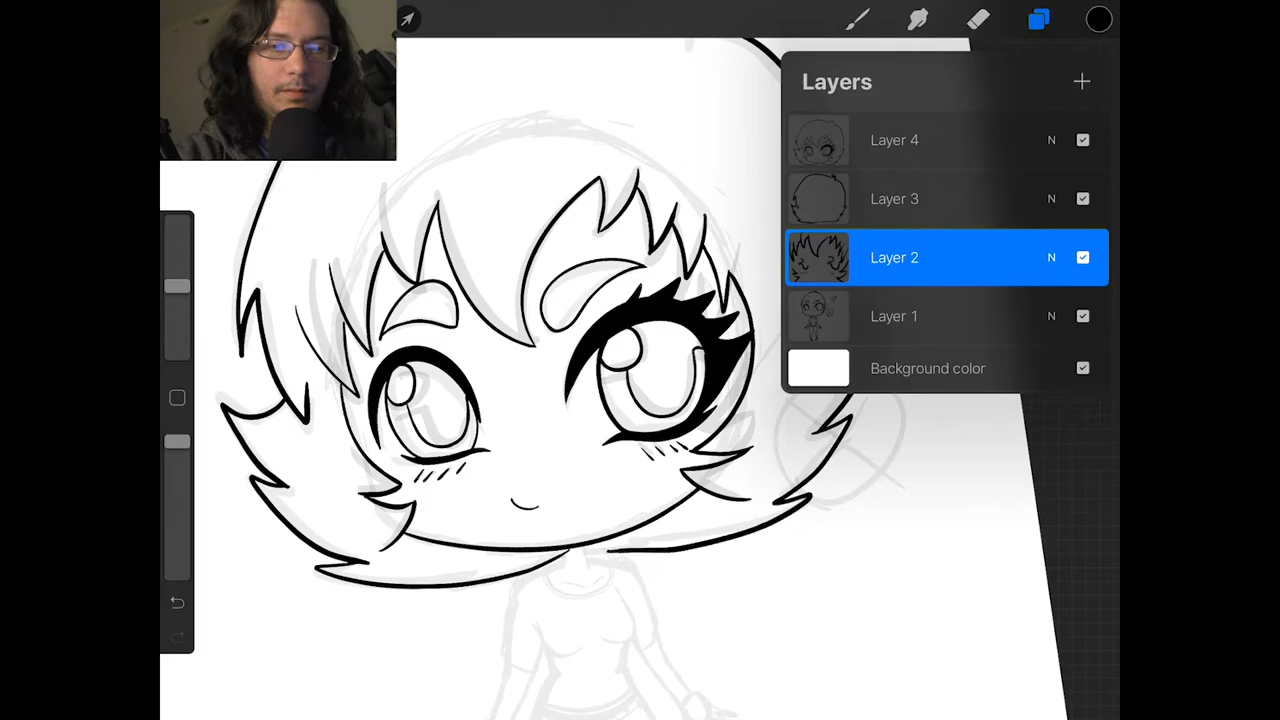 Layers
Layer 4 N
Layer 3 N
Layer 2 N
Layer 1 N
Background color